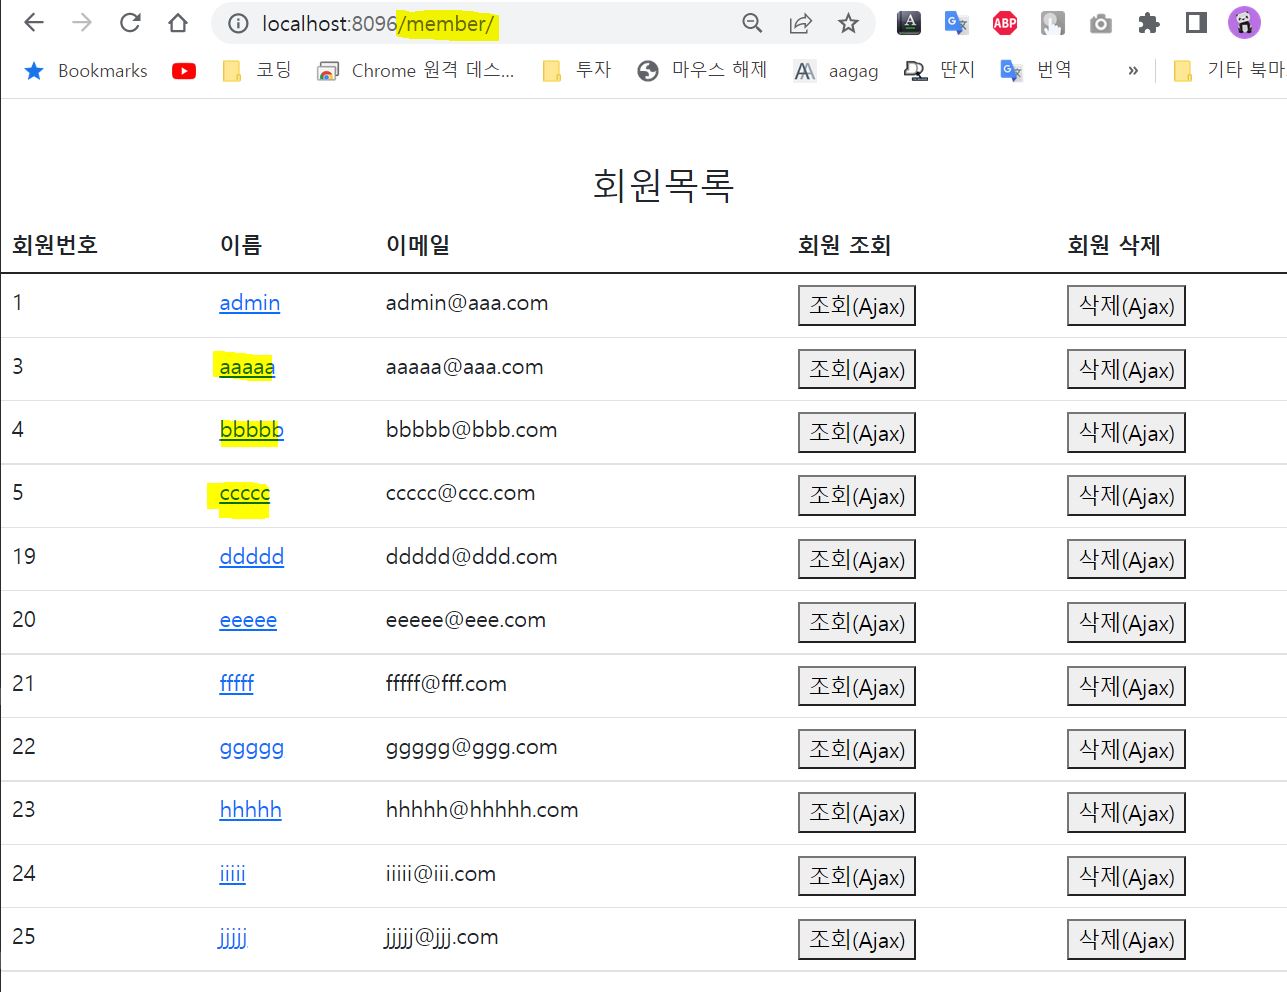 localhost:8096/member/
Bookmarks 코딩 Chrome 원격 데스... 투자 마우스 해제 aagag 딴지 번역 » 기타 북마
회원목록
회원번호 이름 이메일 회원 조회 회원 삭제
1 admin admin@aaa.com 조회(Ajax) 삭제(Ajax)
3 aaaaa aaaaa@aaa.com 조회(Ajax) 삭제(Ajax)
4 bbbbb bbbbb@bbb.com 조회(Ajax) 삭제(Ajax)
5 ccccc ccccc@ccc.com 조회(Ajax) 삭제(Ajax)
19 ddddd ddddd@ddd.com 조회(Ajax) 삭제(Ajax)
20 eeeee eeeee@eee.com 조회(Ajax) 삭제(Ajax)
21 fffff fffff@fff.com 조회(Ajax) 삭제(Ajax)
22 ggggg ggggg@ggg.com 조회(Ajax) 삭제(Ajax)
23 hhhhh hhhhh@hhhhh.com 조회(Ajax) 삭제(Ajax)
24 iiiii iiiii@iii.com 조회(Ajax) 삭제(Ajax)
25 jjjjj jjjjj@jjj.com 조회(Ajax) 삭제(Ajax)